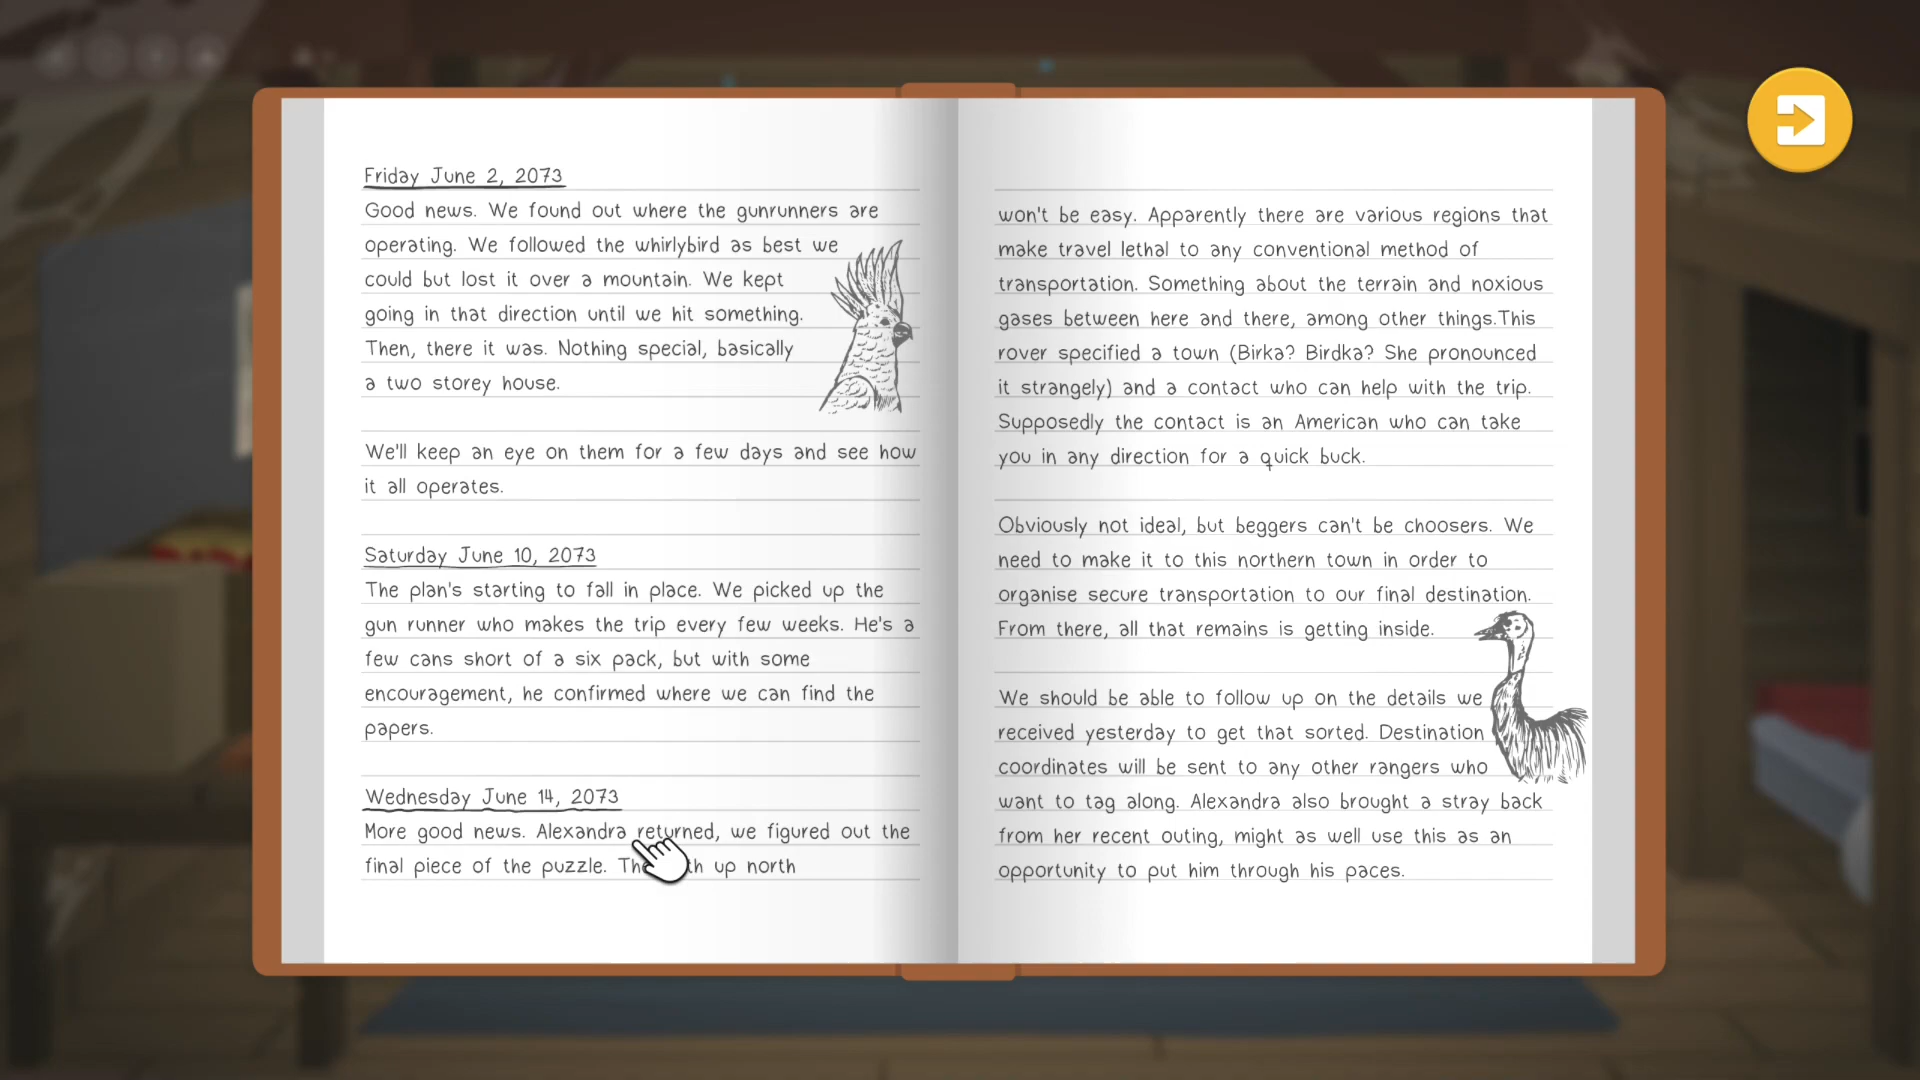 Friday June 2, 2073
Good news. We found out where the gunrunners are
operating. We followed the whirlybird as best we
could but lost it over a mountain. We kept
going in that direction until we hit something.
Then, there it was. Nothing special, basically
a two storey house.
We'll keep an eye on them for a few days and see how
it all operates.
Saturday June 10, 2073
The plan's starting to fall in place. We picked up the
gun runner who makes the trip every few weeks. He's a
few cans short of a six pack, but with some
encouragement, he confirmed where we can find the
papers.
Wednesday June 14, 2073
More good news. Alexandra returned, we figured out the
final piece of the puzzle. up north
won't be easy. Apparently there are various regions that
make travel lethal to any conventional method of
transportation. Something about the terrain and noxious
gases between here and there, among other things.This
rover specified a town (Birka? Birdka? She pronounced
it strangely) and a contact who can help with the trip.
Supposedly the contact is an American who can take
you in any direction for a quick buck.
Obviously not ideal, but beggers can't be choosers. We
need to make it to this northern town in order to
organise secure transportation to our final destination.
From there, all that remains is getting inside.
We should be able to follow up on the details we
received yesterday to get that sorted. Destination
coordinates will be sent to any other rangers who
want to tag along. Alexandra also brought a stray back
from her recent outing, might as well use this as an
opportunity to put him through his paces.